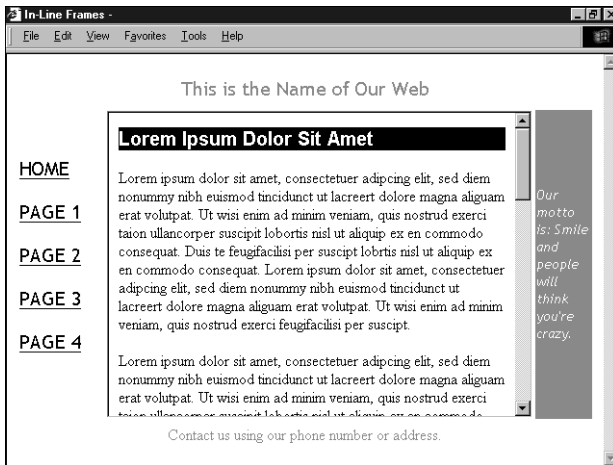 In-Line Frames -
File Edit View Favorites Tools Help
This is the Name of Our Web
HOME
PAGE 1
PAGE 2
PAGE 3
PAGE 4
Lorem Ipsum Dolor Sit Amet
Lorem ipsum dolor sit amet, consectetuer adipcing elit, sed diem
nonummy nibh euismod tincidunt ut lacreert dolore magna aliguam
erat volutpat. Ut wisi enim ad minim veniam, quis nostrud exerci
taion ullancorper suscipit lobortis nisl ut aliquip ex en commodo
consequat. Duis te feugifacilisi per suscipt lobrtis nisl ut aliquip ex
en commodo consequat. Lorem ipsum dolor sit amet, consectetuer
adipcing elit, sed diem nonummy nibh euismod tincidunt ut
lacreert dolore magna aliguam erat volutpat. Ut wisi enim ad minim
veniam, quis nostrud exerci feugifacilisi per suscipt.
Lorem ipsum dolor sit amet, consectetuer adipcing elit, sed diem
nonummy nibh euismod tincidunt ut lacreert dolore magna aliguam
erat volutpat. Ut wisi enim ad minim veniam, quis nostrud exerci
Our
motto
is: Smile
and
people
will
think
you're
crazy.
Contact us using our phone number or address.